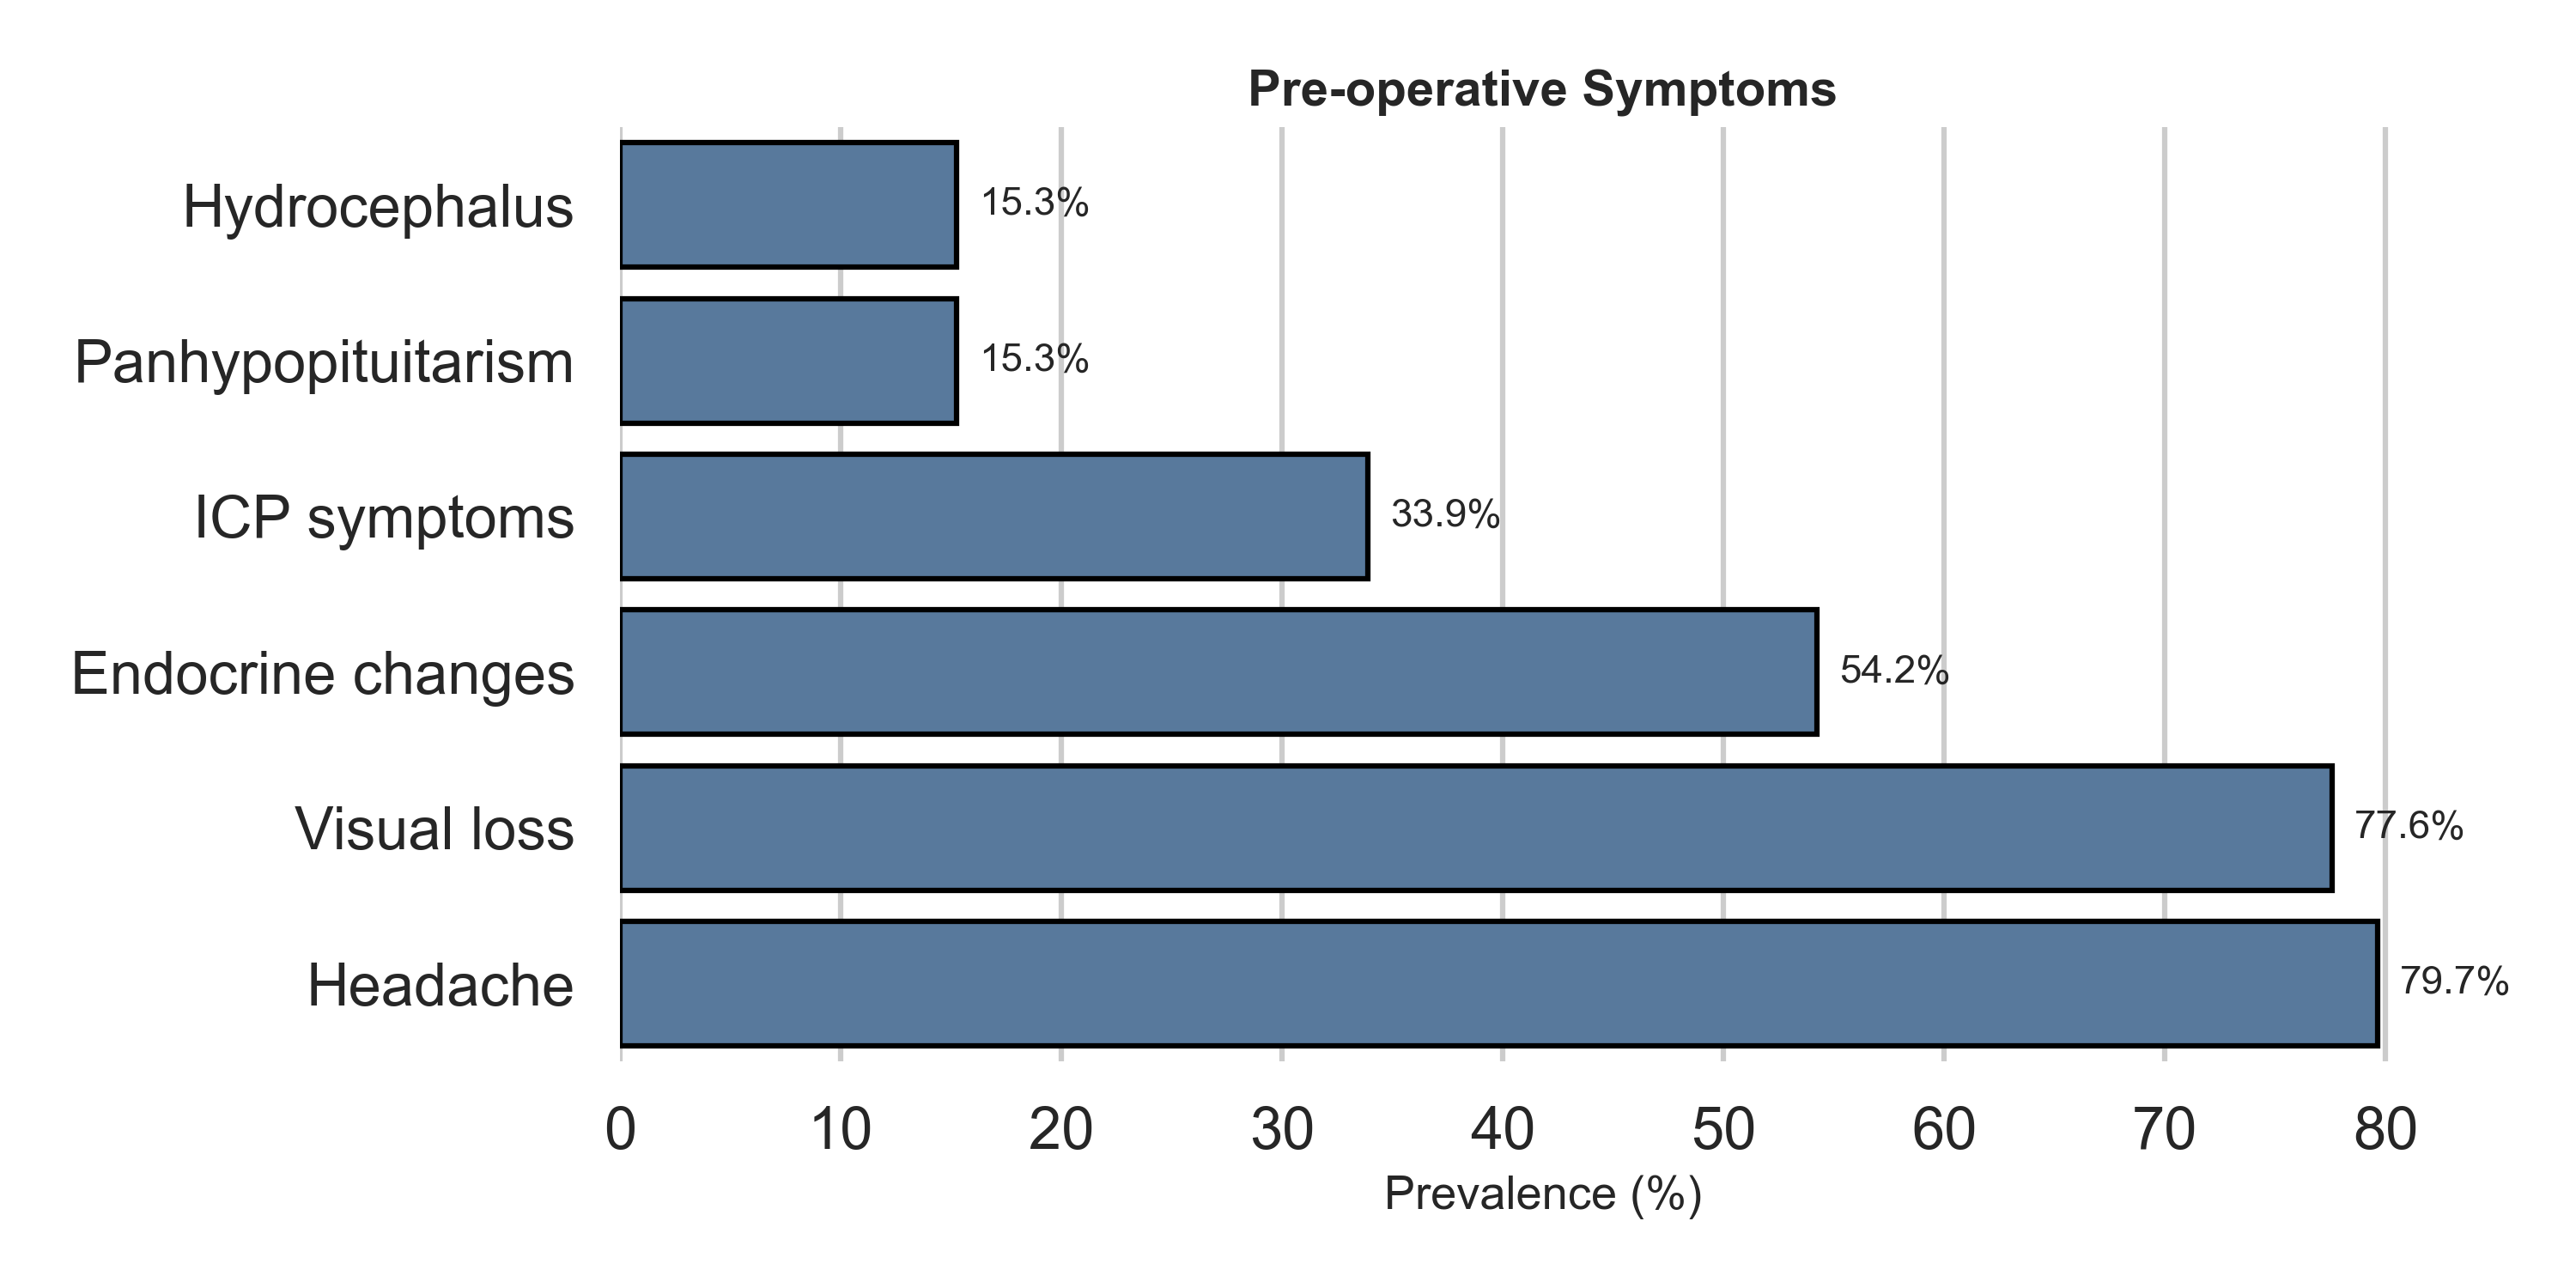 Pre-operative Symptoms
Hydrocephalus 15.3%
Panhypopituitarism 15.3%
ICP symptoms 33.9%
Endocrine changes 54.2%
Visual loss 77.6%
Headache 79.7%
0 10 20 30 40 50 60 70 80
Prevalence (%)